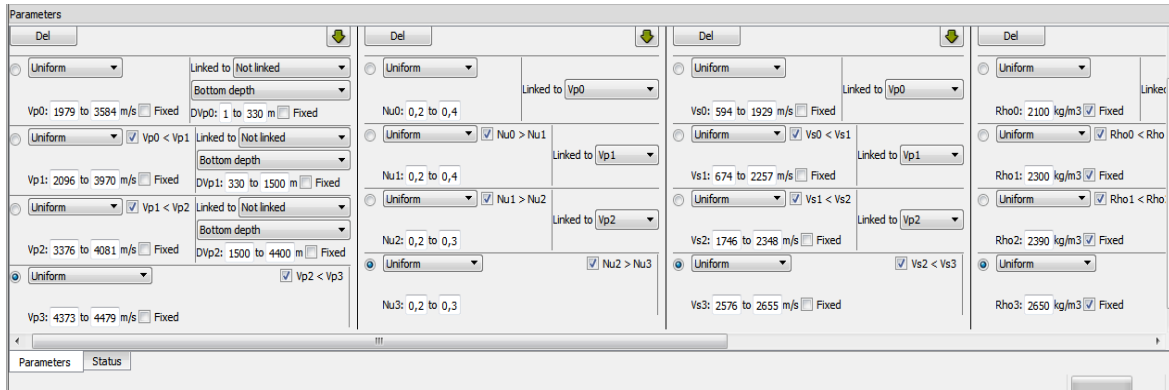 Parameters
Del Del Del Del
Uniform Linked to Not linked Uniform Uniform Uniform
Bottom depth Linked to Vp0 Linked to Vp0 Linked
Vp0: 1979 to 3584 m/s Fixed DVp0: 1 to 330 m Fixed Nu0: 0,2 to 0,4 Vs0: 594 to 1929 m/s Fixed Rho0: 2100 kg/m3 Fixed
Uniform Vp0 < Vp1 Linked to Not linked Uniform Nu0 > Nu1 Uniform Vs0 < Vs1 Uniform Rho0 < Rho
Bottom depth Linked to Vp1 Linked to Vp1
Vp1: 2096 to 3970 m/s Fixed DVp1: 330 to 1500 m Fixed Nu1: 0,2 to 0,4 Vs1: 674 to 2257 m/s Fixed Rho1: 2300 kg/m3 Fixed
Uniform Vp1 < Vp2 Linked to Not linked Uniform Nu1 > Nu2 Uniform Vs1 < Vs2 Uniform Rho1 < Rho
Bottom depth Linked to Vp2 Linked to Vp2
Vp2: 3376 to 4081 m/s Fixed DVp2: 1500 to 4400 m Fixed Nu2: 0,2 to 0,3 Vs2: 1746 to 2348 m/s Fixed Rho2: 2390 kg/m3 Fixed
Uniform Vp2 < Vp3 Uniform Nu2 > Nu3 Uniform Vs2 < Vs3 Uniform
Vp3: 4373 to 4479 m/s Fixed Nu3: 0,2 to 0,3 Vs3: 2576 to 2655 m/s Fixed Rho3: 2650 kg/m3 Fixed
Parameters Status